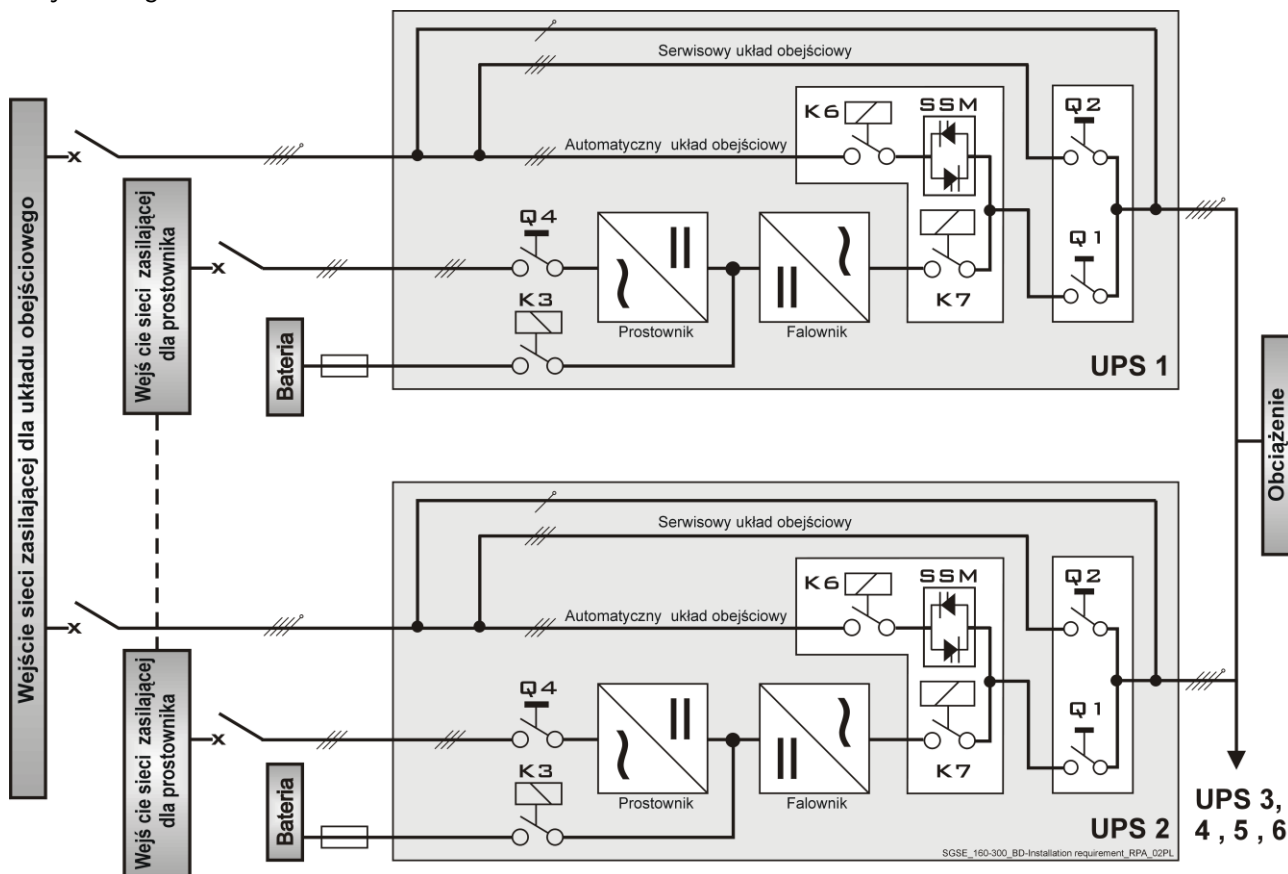 Serwisowy układ obejściowy
K6
SSM
Q2
Automatyczny układ obejściowy
Wejście sieci zasilającej dla układu obejściowego
Wejś cie sieci zasilającej
dla prostownika
Q4
Q1
K3
K7
Prostownik
Falownik
Bateria
UPS 1
Obciążenie
Serwisowy układ obejściowy
K6
SSM
Q2
Automatyczny układ obejściowy
Wejś cie sieci zasilającej
dla prostownika
Q4
Q1
K3
K7
Prostownik
Falownik
Bateria
UPS 2
UPS 3,
4 , 5 , 6
SGSE_160-300_BD-Installation requirement_RPA_02PL